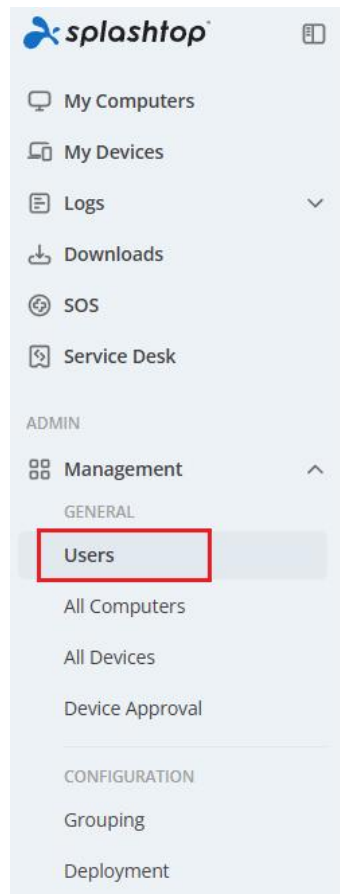 splashtop
My Computers
My Devices
Logs
Downloads
SOS
Service Desk
ADMIN
Management
GENERAL
Users
All Computers
All Devices
Device Approval
CONFIGURATION
Grouping
Deployment